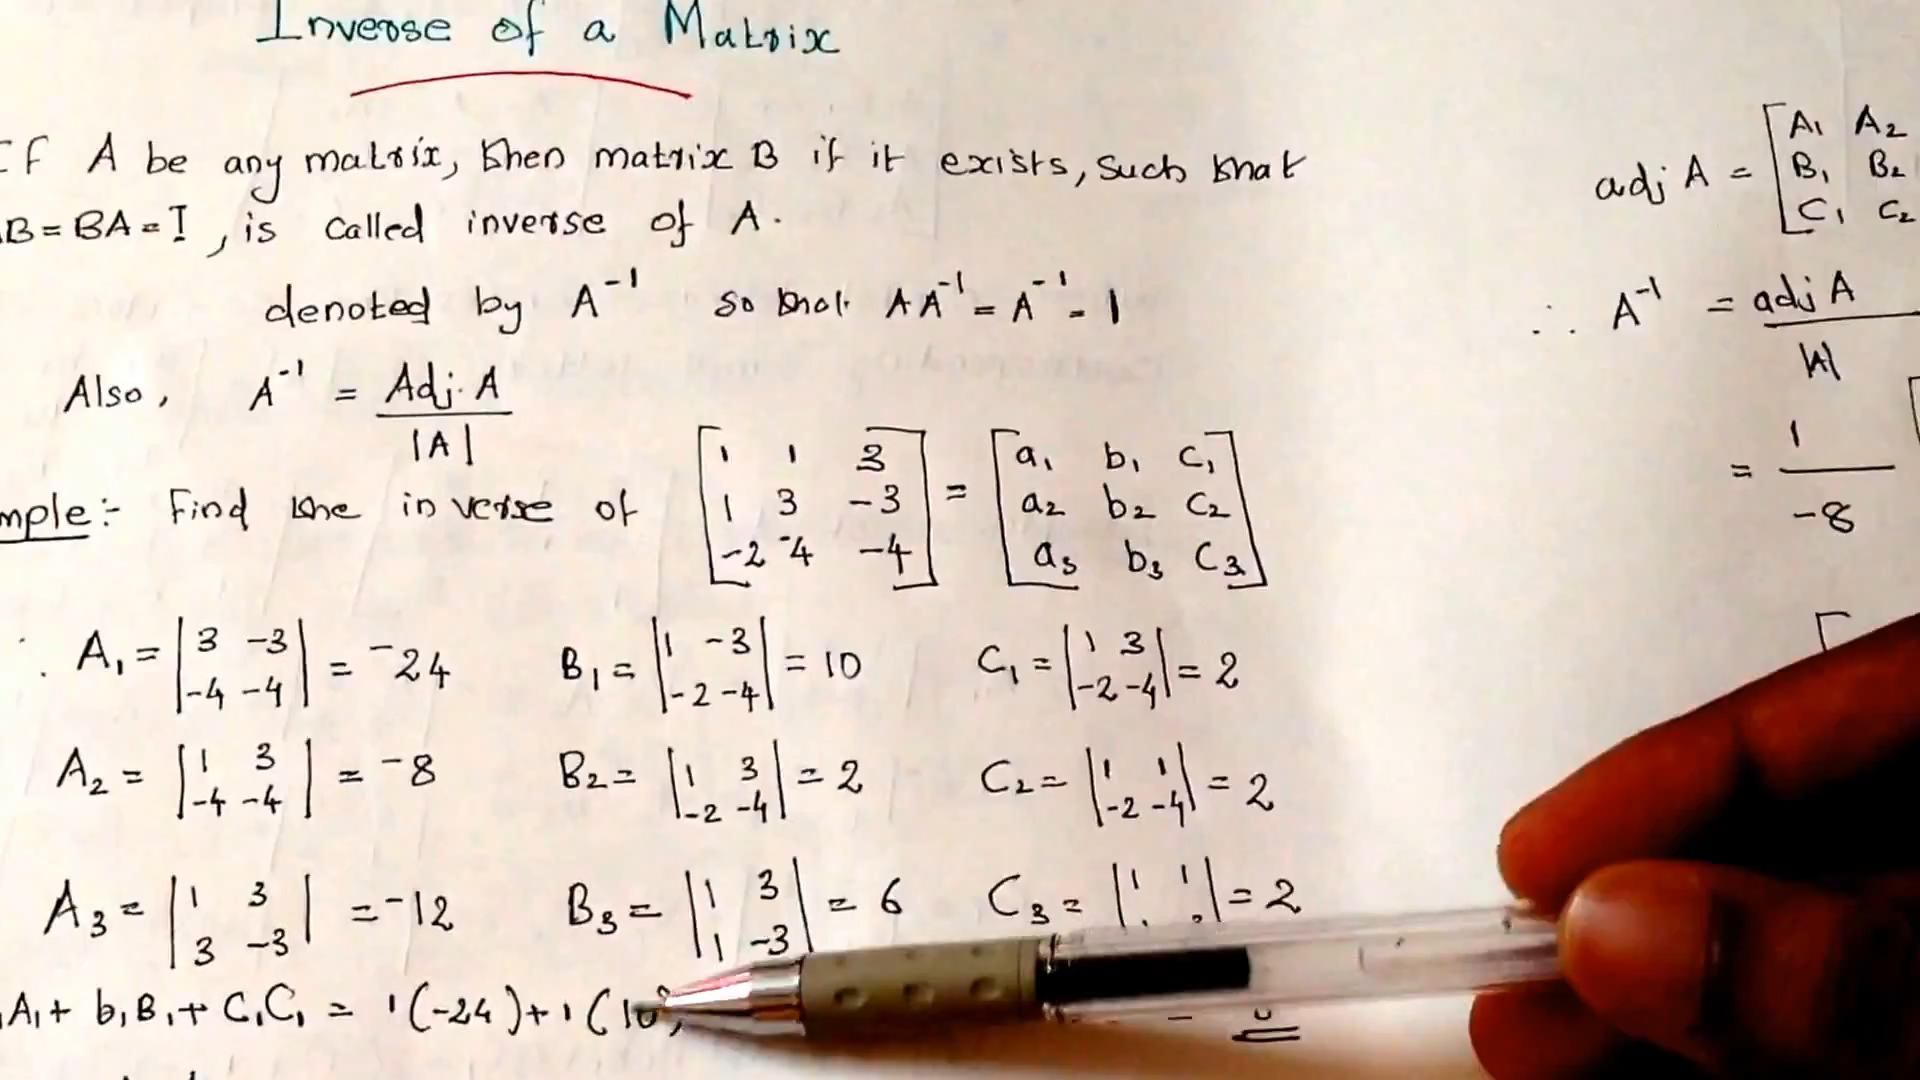 Inverse of a Matrix
If A be any matrix, then matrix B if it exists, such that
B = BA = I, is called inverse of A.
denoted by A⁻¹ so that AA⁻¹ = A⁻¹ = 1
Also, A⁻¹ = Adj. A / |A|
mple:- Find the inverse of [1 1 3; 1 3 -3; -2 -4 -4] = [a₁ b₁ c₁; a₂ b₂ c₂; a₃ b₃ c₃]
A₁ = |3 -3; -4 -4| = -24 B₁ = |1 -3; -2 -4| = 10 C₁ = |1 3; -2 -4| = 2
A₂ = |1 3; -4 -4| = -8 B₂ = |1 3; -2 -4| = 2 C₂ = |1 1; -2 -4| = 2
A₃ = |1 3; 3 -3| = -12 B₃ = |1 3; 1 -3| = 6 C₃ = |1 1| = 2
A₁ + b₁B₁ + C₁C₁ = 1(-24) + 1(10
adj A = [A₁ A₂; B₁ B₂; C₁ C₂
∴ A⁻¹ = adj A / |A|
= 1 / -8